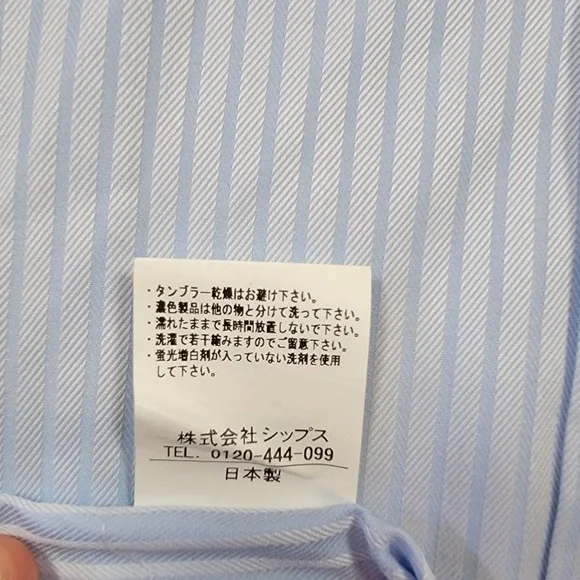 ・タンブラー乾燥はお避け下さい。
・濃色製品は他の物と分けて洗って下さい。
・濡れたままで長時間放置しないで下さい。
・洗濯で若干縮みますのでご留意下さい。
・蛍光増白剤が入っていない洗剤を使用
して下さい。
株式会社シップス
TEL. 0120-444-099
日本製